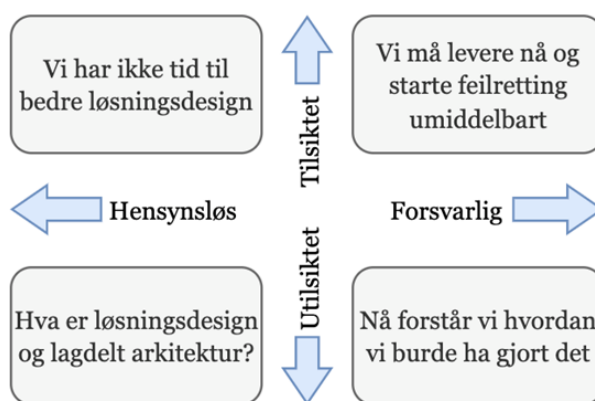 Vi har ikke tid til
bedre løsningsdesign
Vi må levere nå og
starte feilretting
umiddelbart
Tilsiktet
Hensynsløs
Forsvarlig
Utilsiktet
Hva er løsningsdesign
og lagdelt arkitektur?
Nå forstår vi hvordan
vi burde ha gjort det